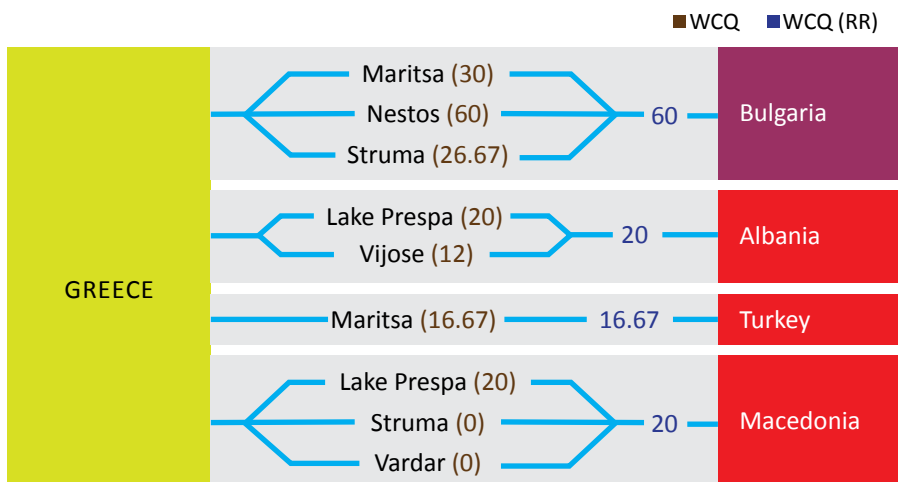 WCQ WCQ (RR)
GREECE
Maritsa (30)
Nestos (60)
Struma (26.67)
60
Bulgaria
Lake Prespa (20)
Vijose (12)
20
Albania
Maritsa (16.67) 16.67 Turkey
Lake Prespa (20)
Struma (0)
Vardar (0)
20
Macedonia